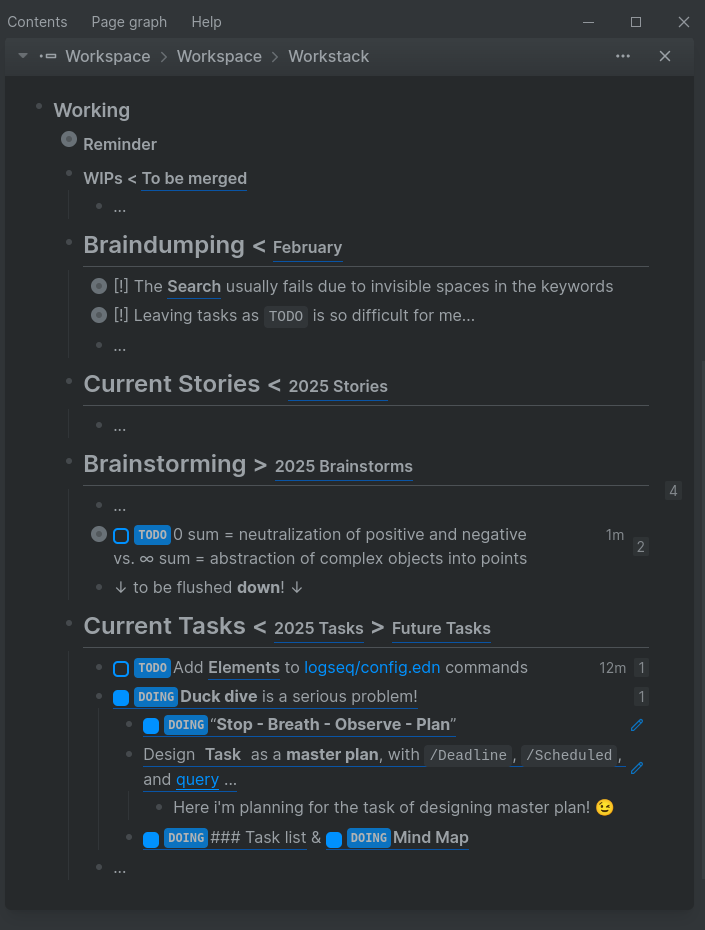 Contents Page graph Help
Workspace > Workspace > Workstack
Working
Reminder
WIPs < To be merged
...
Braindumping < February
[!] The Search usually fails due to invisible spaces in the keywords
[!] Leaving tasks as TODO is so difficult for me...
...
Current Stories < 2025 Stories
...
Brainstorming > 2025 Brainstorms
4
...
TODO 0 sum = neutralization of positive and negative 1m
vs. ∞ sum = abstraction of complex objects into points 2
↓ to be flushed down! ↓
Current Tasks < 2025 Tasks > Future Tasks
TODO Add Elements to logseq/config.edn commands 12m 1
DOING Duck dive is a serious problem! 1
DOING “Stop - Breath - Observe - Plan”
Design Task as a master plan, with /Deadline, /Scheduled,
and query ...
Here i'm planning for the task of designing master plan! 😉
DOING ### Task list & DOING Mind Map
...